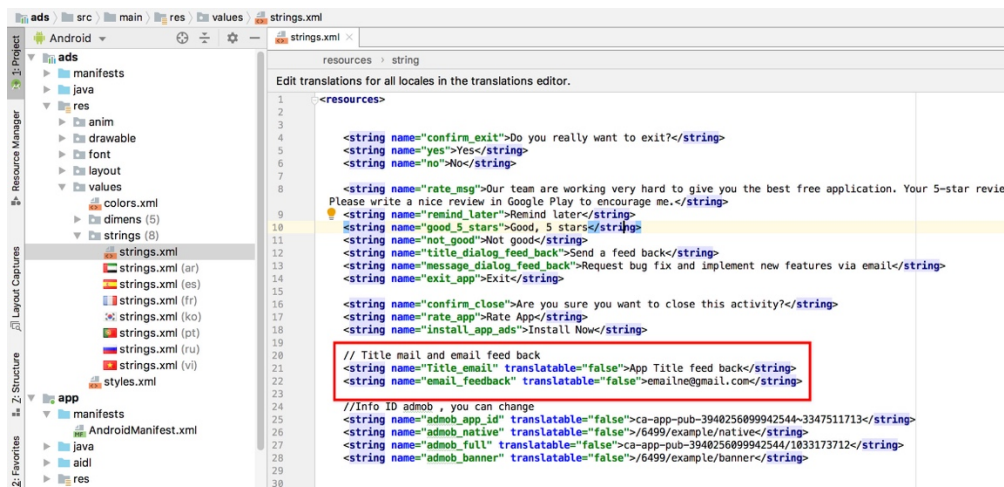 ads src main res values strings.xml
Android
strings.xml
1: Project
Resource Manager
Layout Captures
Z: Structure
2: Favorites
ads
manifests
java
res
anim
drawable
font
layout
values
colors.xml
dimens (5)
strings (8)
strings.xml
strings.xml (ar)
strings.xml (es)
strings.xml (fr)
strings.xml (ko)
strings.xml (pt)
strings.xml (ru)
strings.xml (vi)
styles.xml
app
manifests
AndroidManifest.xml
java
aidl
res
resources › string
Edit translations for all locales in the translations editor.
1 <resources>
2
3
4 <string name="confirm_exit">Do you really want to exit?</string>
5 <string name="yes">Yes</string>
6 <string name="no">No</string>
7
8 <string name="rate_msg">Our team are working very hard to give you the best free application. Your 5-star revie
Please write a nice review in Google Play to encourage me.</string>
9 <string name="remind_later">Remind later</string>
10 <string name="good_5_stars">Good, 5 stars</string>
11 <string name="not_good">Not good</string>
12 <string name="title_dialog_feed_back">Send a feed back</string>
13 <string name="message_dialog_feed_back">Request bug fix and implement new features via email</string>
14 <string name="exit_app">Exit</string>
15
16 <string name="confirm_close">Are you sure you want to close this activity?</string>
17 <string name="rate_app">Rate App</string>
18 <string name="install_app_ads">Install Now</string>
19
20 // Title mail and email feed back
21 <string name="Title_email" translatable="false">App Title feed back</string>
22 <string name="email_feedback" translatable="false">emailne@gmail.com</string>
23
24 //Info ID admob , you can change
25 <string name="admob_app_id" translatable="false">ca-app-pub-3940256099942544~3347511713</string>
26 <string name="admob_native" translatable="false">/6499/example/native</string>
27 <string name="admob_full" translatable="false">ca-app-pub-3940256099942544/1033173712</string>
28 <string name="admob_banner" translatable="false">/6499/example/banner</string>
29
30